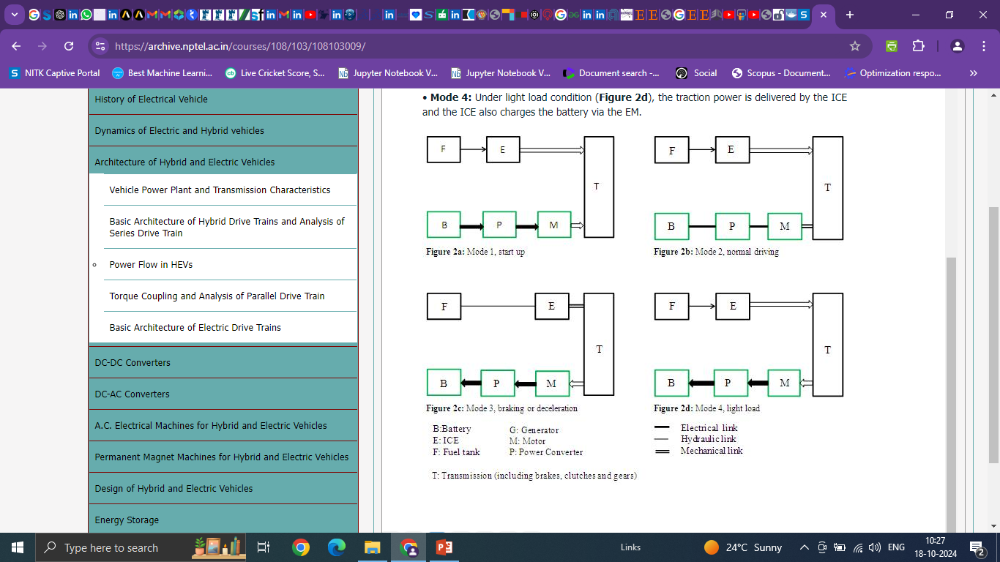 https://archive.nptel.ac.in/courses/108/103/108103009/
NITK Captive Portal
Best Machine Learni...
Live Cricket Score, S...
Jupyter Notebook V...
Jupyter Notebook V...
Document search -...
Social
Scopus - Document...
Optimization respo...
»
History of Electrical Vehicle
Dynamics of Electric and Hybrid vehicles
Architecture of Hybrid and Electric Vehicles
Vehicle Power Plant and Transmission Characteristics
Basic Architecture of Hybrid Drive Trains and Analysis of
Series Drive Train
Power Flow in HEVs
Torque Coupling and Analysis of Parallel Drive Train
Basic Architecture of Electric Drive Trains
DC-DC Converters
DC-AC Converters
A.C. Electrical Machines for Hybrid and Electric Vehicles
Permanent Magnet Machines for Hybrid and Electric Vehicles
Design of Hybrid and Electric Vehicles
Energy Storage
• Mode 4: Under light load condition (Figure 2d), the traction power is delivered by the ICE
and the ICE also charges the battery via the EM.
F E
T
B P M
Figure 2a: Mode 1, start up
F E
T
B P M
Figure 2b: Mode 2, normal driving
F E
T
B P M
Figure 2c: Mode 3, braking or deceleration
F E
T
B P M
Figure 2d: Mode 4, light load
B:Battery
E: ICE
F: Fuel tank
G: Generator
M: Motor
P: Power Converter
T: Transmission (including brakes, clutches and gears)
Electrical link
Hydraulic link
Mechanical link
Type here to search
Links
24°C Sunny
ENG
10:27
18-10-2024
2